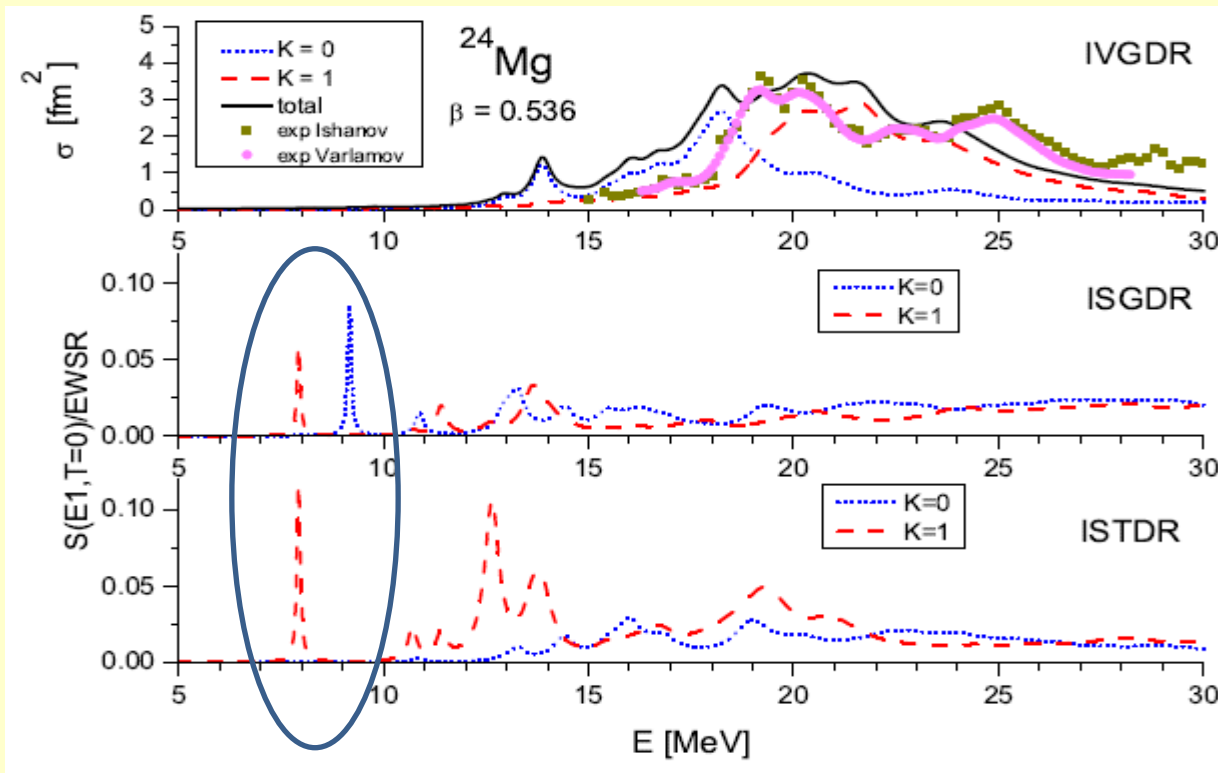 5
4
3
2
1
0
σ [fm²]
K = 0
K = 1
total
exp Ishanov
exp Varlamov
²⁴Mg
β = 0.536
IVGDR
5 10 15 20 25 30
S(E1,T=0)/EWSR
0.10
0.05
0.00
K=0
K=1
ISGDR
5 10 15 20 25 30
0.10
0.05
0.00
K=0
K=1
ISTDR
5 10 15 20 25 30
E [MeV]